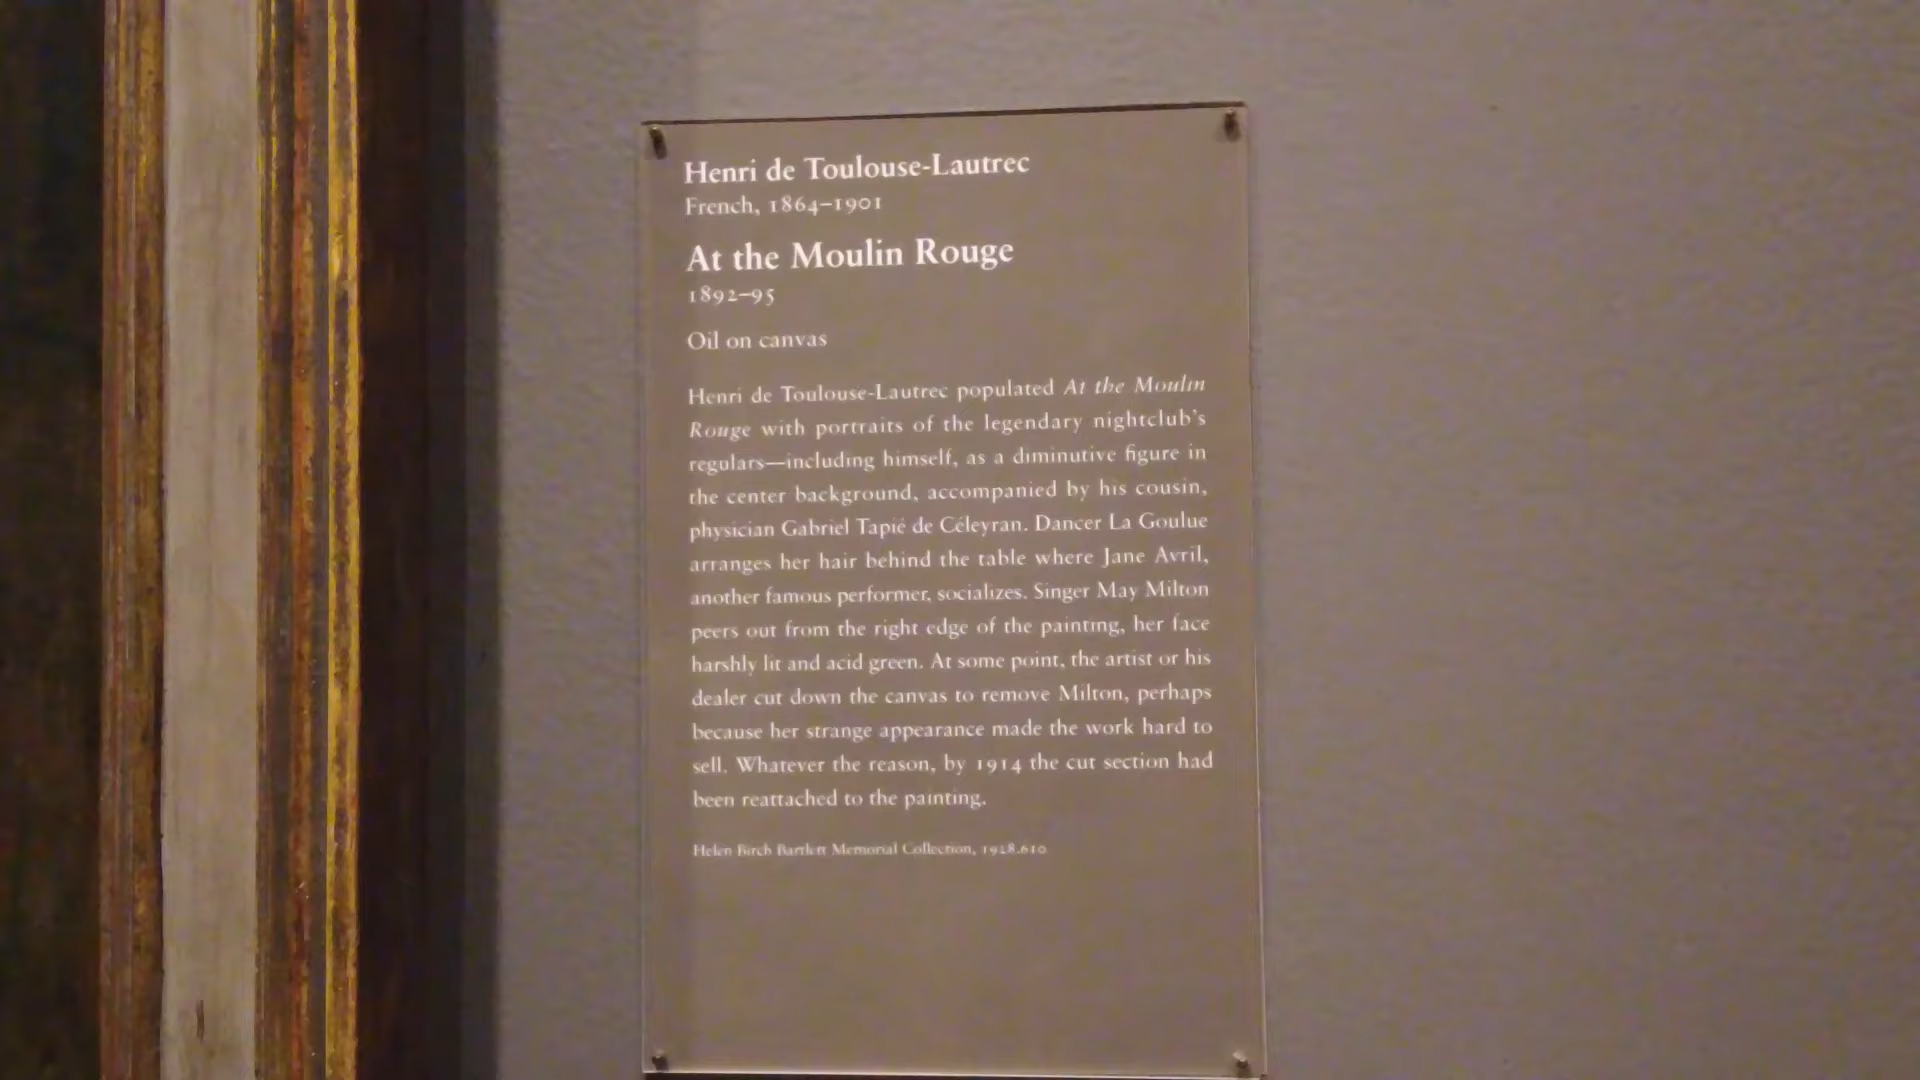 Henri de Toulouse-Lautrec
French, 1864–1901
At the Moulin Rouge
1892–95
Oil on canvas
Henri de Toulouse-Lautrec populated At the Moulin
Rouge with portraits of the legendary nightclub's
regulars—including himself, as a diminutive figure in
the center background, accompanied by his cousin,
physician Gabriel Tapié de Céleyran. Dancer La Goulue
arranges her hair behind the table where Jane Avril,
another famous performer, socializes. Singer May Milton
peers out from the right edge of the painting, her face
harshly lit and acid green. At some point, the artist or his
dealer cut down the canvas to remove Milton, perhaps
because her strange appearance made the work hard to
sell. Whatever the reason, by 1914 the cut section had
been reattached to the painting.
Helen Birch Bartlett Memorial Collection, 1928.610